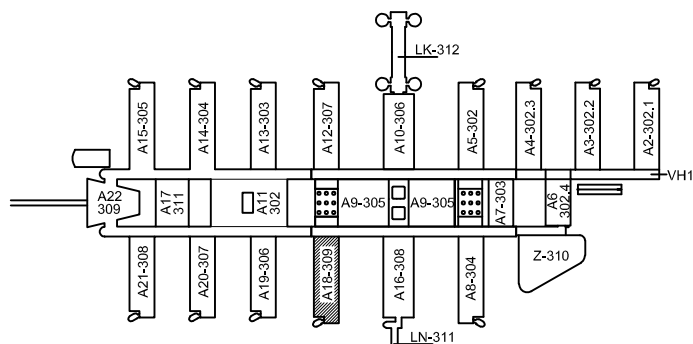 LK-312
A15-305
A14-304
A13-303
A12-307
A10-306
A5-302
A4-302.3
A3-302.2
A2-302.1
VH1
A22
309
A17
311
A11
302
A9-305
A9-305
A7-303
A6
302.4
A21-308
A20-307
A19-306
A18-309
A16-308
A8-304
Z-310
LN-311